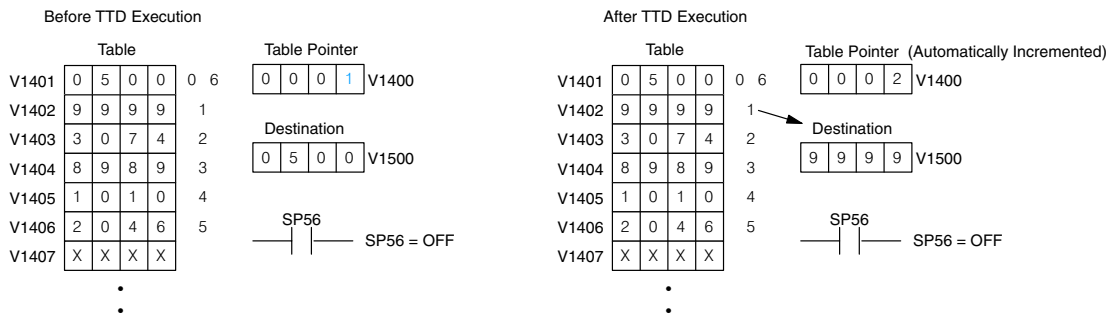 Before TTD Execution
Table
Table Pointer
V1401 0 5 0 0 0 6
0 0 0 1 V1400
V1402 9 9 9 9 1
V1403 3 0 7 4 2
Destination
0 5 0 0 V1500
V1404 8 9 8 9 3
V1405 1 0 1 0 4
V1406 2 0 4 6 5
SP56
SP56 = OFF
V1407 X X X X
After TTD Execution
Table
Table Pointer (Automatically Incremented)
V1401 0 5 0 0 0 6
0 0 0 2 V1400
V1402 9 9 9 9 1
V1403 3 0 7 4 2
Destination
9 9 9 9 V1500
V1404 8 9 8 9 3
V1405 1 0 1 0 4
V1406 2 0 4 6 5
SP56
SP56 = OFF
V1407 X X X X